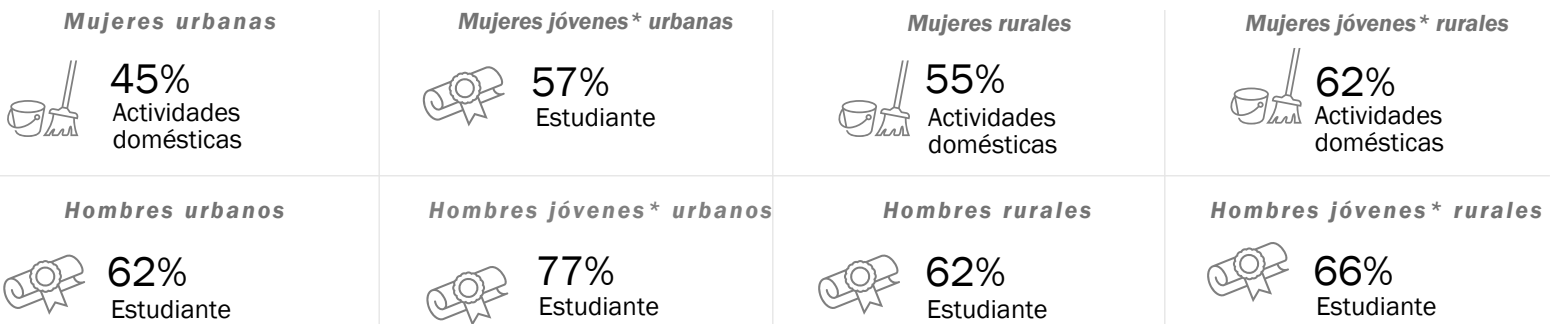 Mujeres urbanas
45%
Actividades
domésticas
Mujeres jóvenes* urbanas
57%
Estudiante
Mujeres rurales
55%
Actividades
domésticas
Mujeres jóvenes* rurales
62%
Actividades
domésticas
Hombres urbanos
62%
Estudiante
Hombres jóvenes* urbanos
77%
Estudiante
Hombres rurales
62%
Estudiante
Hombres jóvenes* rurales
66%
Estudiante